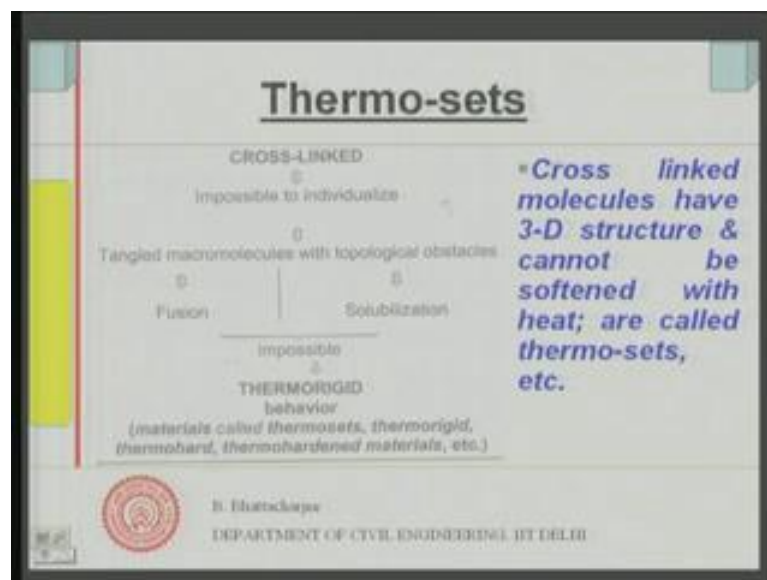 Thermo-sets
CROSS-LINKED
Impossible to individualize
Tangled macromolecules with topological obstacles
Fusion
Solubilization
impossible
THERMORIGID
behavior
(materials called thermosets, thermorigid,
thermohard, thermohardened materials, etc.)
▪Cross linked
molecules have
3-D structure &
cannot be
softened with
heat; are called
thermo-sets,
etc.
B. Bhattacharjee
DEPARTMENT OF CIVIL ENGINEERING, IIT DELHI